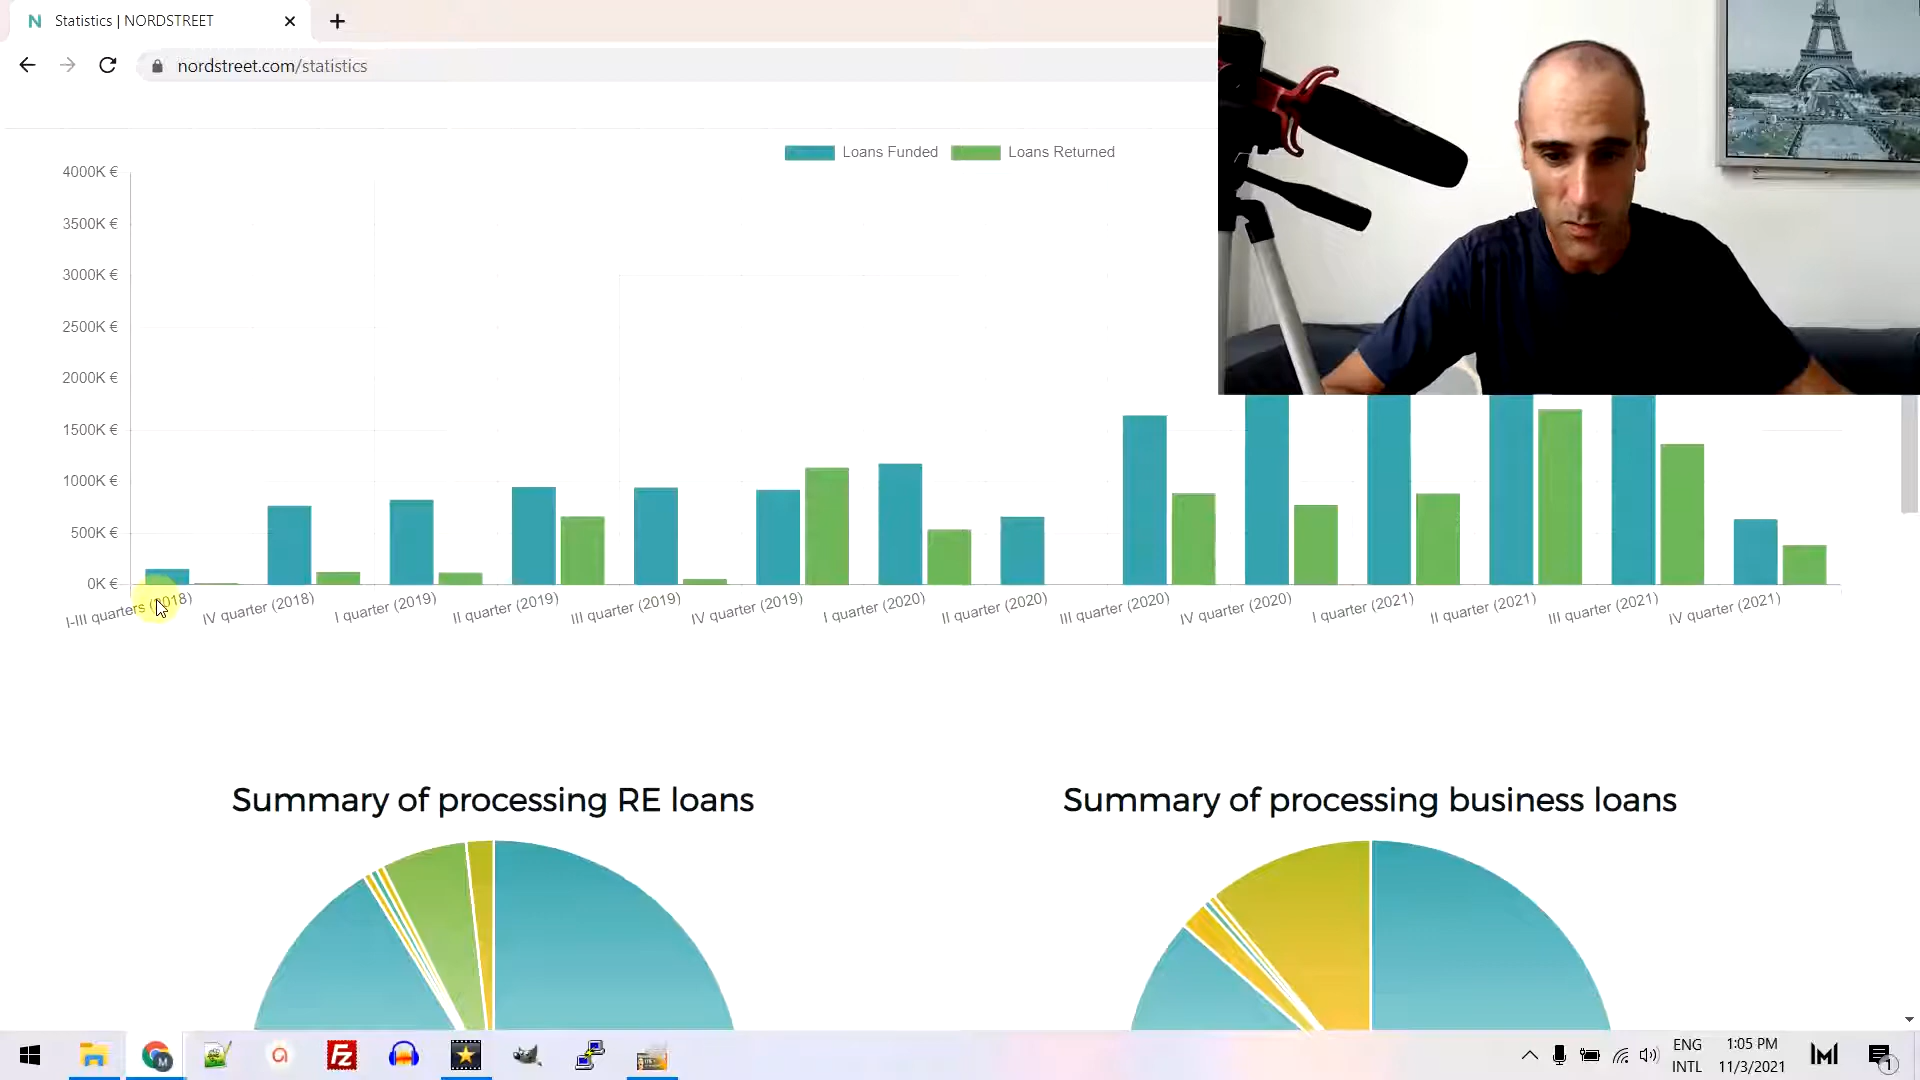 Statistics | NORDSTREET
nordstreet.com/statistics
Loans Funded
Loans Returned
4000K €
3500K €
3000K €
2500K €
2000K €
1500K €
1000K €
500K €
0K €
I-III quarters (2018)
IV quarter (2018)
I quarter (2019)
II quarter (2019)
III quarter (2019)
IV quarter (2019)
I quarter (2020)
II quarter (2020)
III quarter (2020)
IV quarter (2020)
I quarter (2021)
II quarter (2021)
III quarter (2021)
IV quarter (2021)
Summary of processing RE loans
Summary of processing business loans
ENG
INTL
1:05 PM
11/3/2021
1